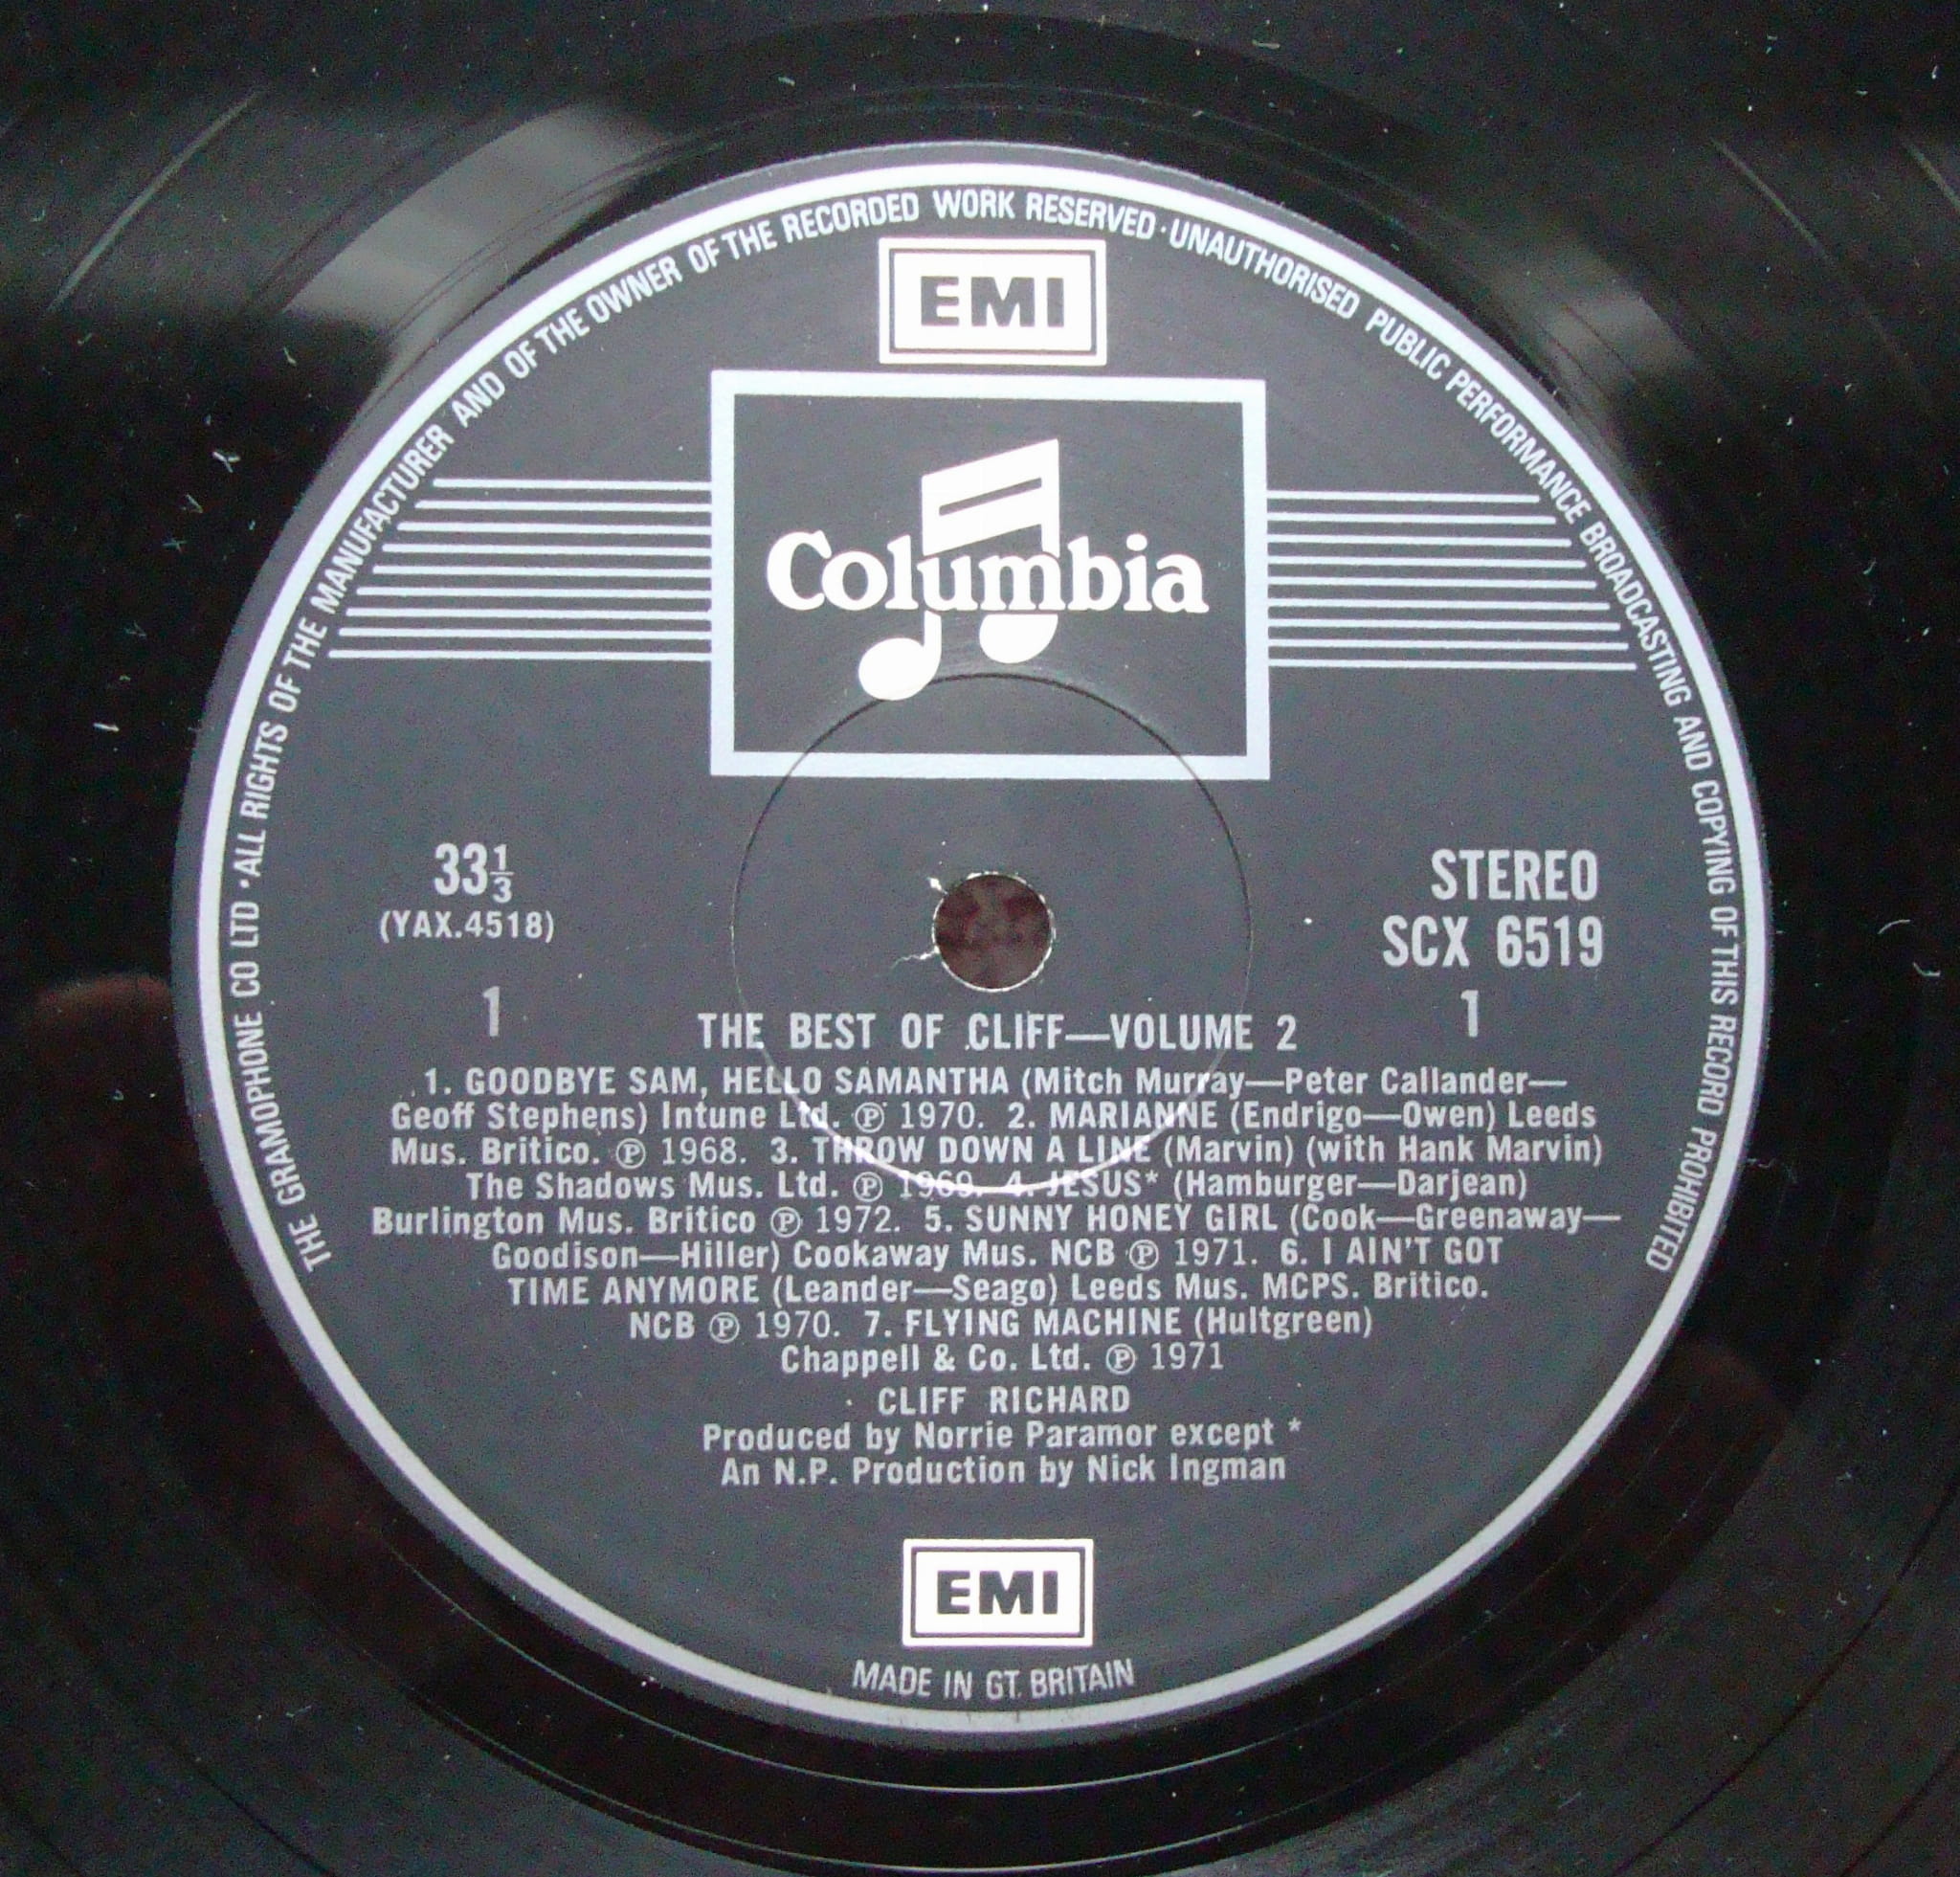 THE GRAMOPHONE CO LTD · ALL RIGHTS OF THE MANUFACTURER AND OF THE OWNER OF THE RECORDED WORK RESERVED · UNAUTHORISED PUBLIC PERFORMANCE BROADCASTING AND COPYING OF THIS RECORD PROHIBITED
EMI
Columbia
33⅓
(YAX.4518)
1
STEREO
SCX 6519
1
THE BEST OF CLIFF—VOLUME 2
1. GOODBYE SAM, HELLO SAMANTHA (Mitch Murray—Peter Callander—
Geoff Stephens) Intune Ltd. ℗ 1970. 2. MARIANNE (Endrigo—Owen) Leeds
Mus. Britico. ℗ 1968. 3. THROW DOWN A LINE (Marvin) (with Hank Marvin)
The Shadows Mus. Ltd. ℗ 1969. 4. JESUS* (Hamburger—Darjean)
Burlington Mus. Britico ℗ 1972. 5. SUNNY HONEY GIRL (Cook—Greenaway—
Goodison—Hiller) Cookaway Mus. NCB ℗ 1971. 6. I AIN'T GOT
TIME ANYMORE (Leander—Seago) Leeds Mus. MCPS. Britico.
NCB ℗ 1970. 7. FLYING MACHINE (Hultgreen)
Chappell & Co. Ltd. ℗ 1971
CLIFF RICHARD
Produced by Norrie Paramor except *
An N.P. Production by Nick Ingman
EMI
MADE IN GT. BRITAIN